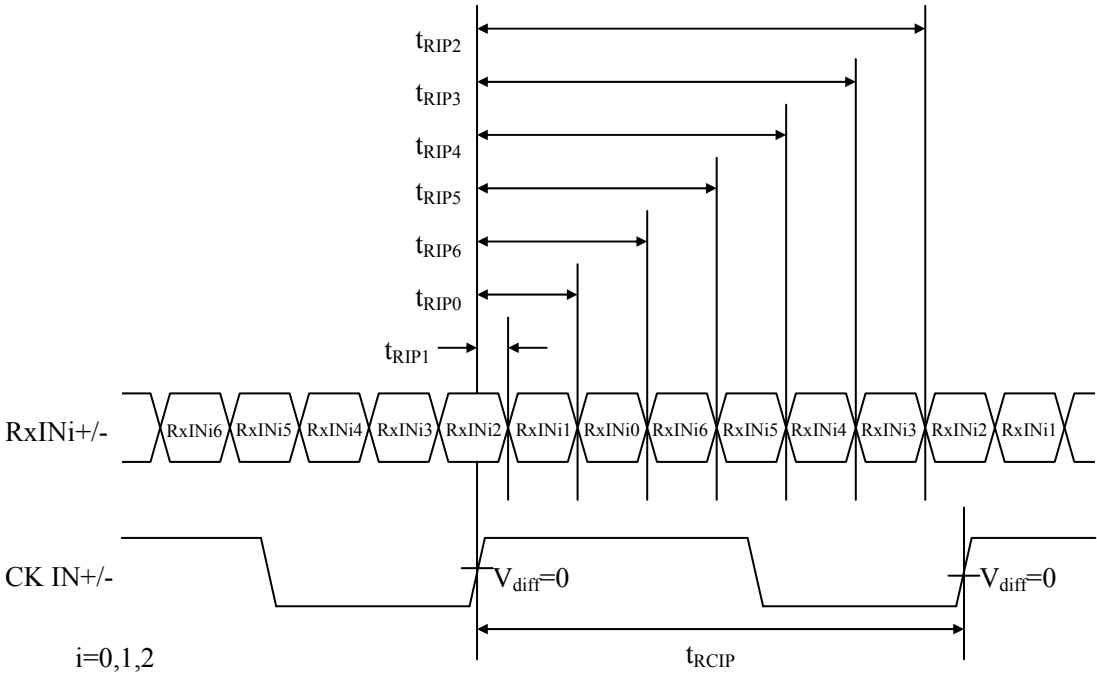 tRIP2
tRIP3
tRIP4
tRIP5
tRIP6
tRIP0
tRIP1
RxINi+/- RxINi6 RxINi5 RxINi4 RxINi3 RxINi2 RxINi1 RxINi0 RxINi6 RxINi5 RxINi4 RxINi3 RxINi2 RxINi1
CK IN+/- Vdiff=0 Vdiff=0
i=0,1,2 tRCIP